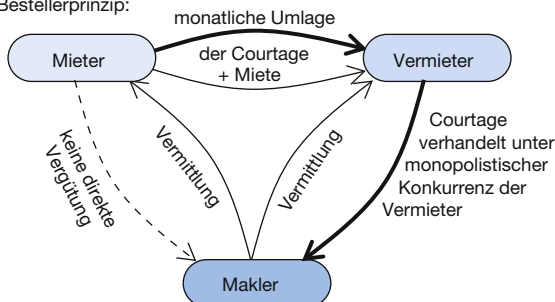 Bestellerprinzip:
monatliche Umlage
der Courtage
+ Miete
Mieter
Vermieter
keine direkte
Vergütung
Vermittlung
Vermittlung
Courtage
verhandelt unter
monopolistischer
Konkurrenz der
Vermieter
Makler